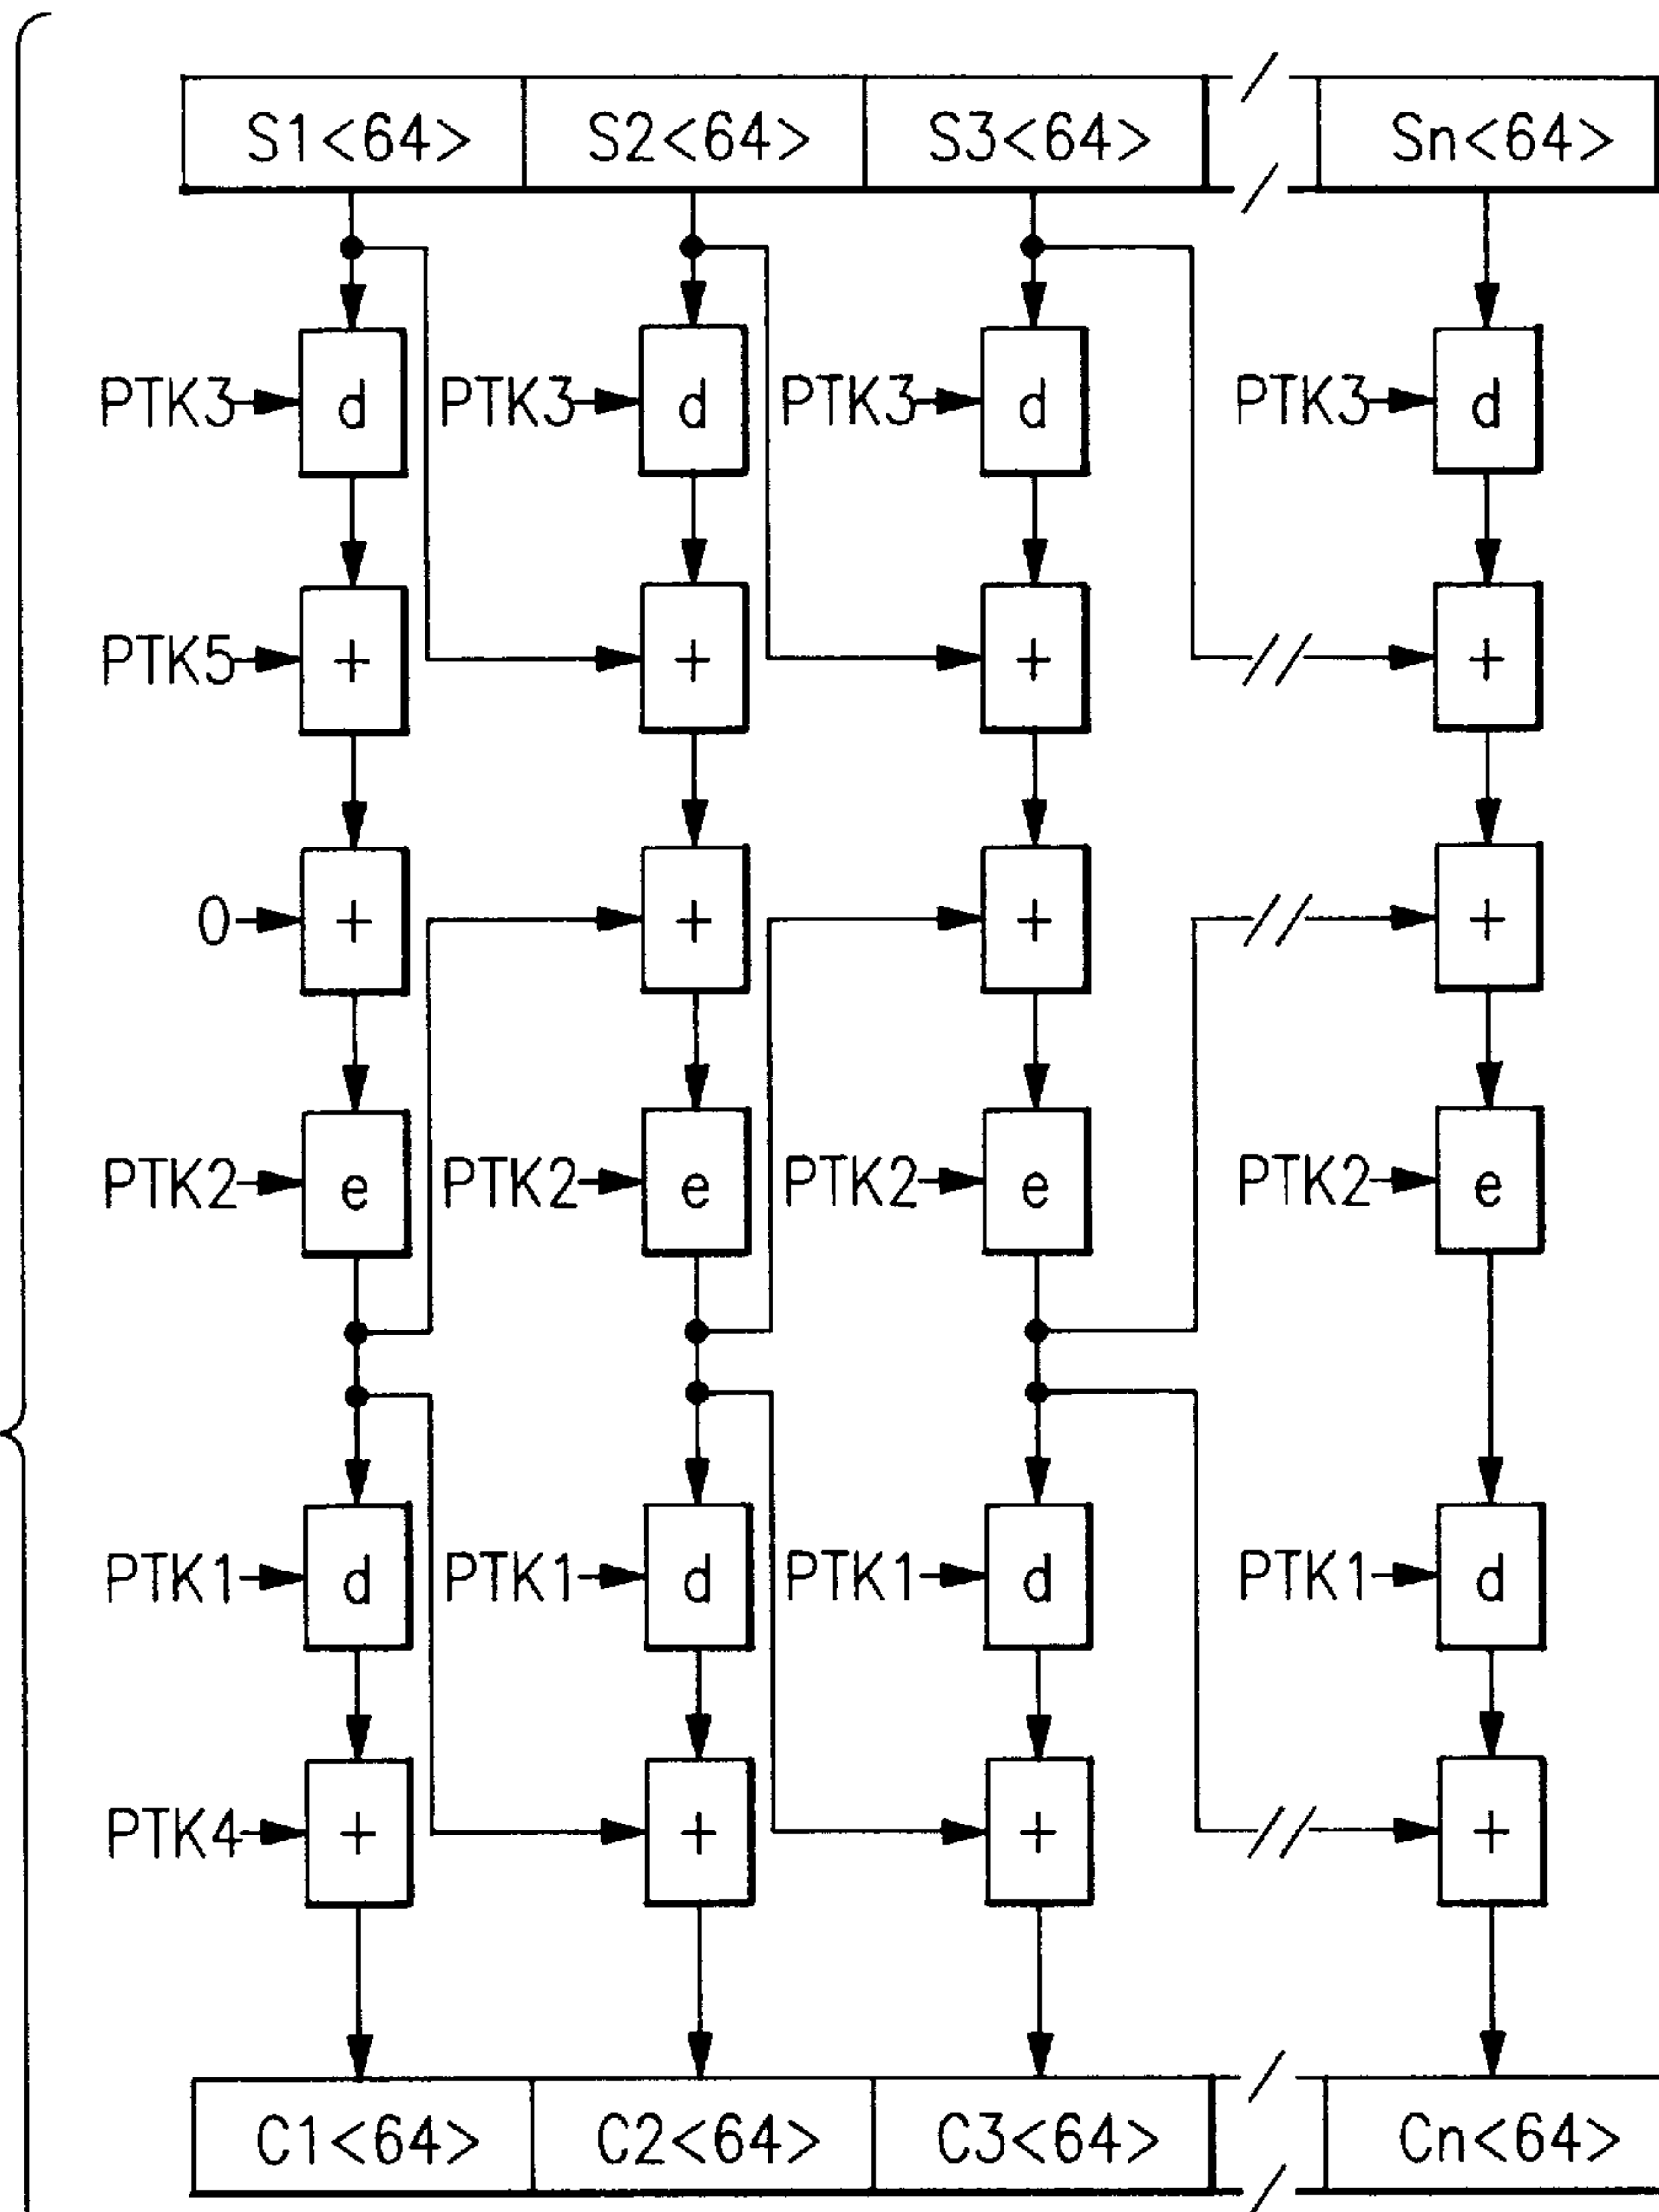 S1<64> S2<64> S3<64> Sn<64>
PTK3 d PTK3 d PTK3 d PTK3 d
PTK5 + + + +
0 + + + +
PTK2 e PTK2 e PTK2 e PTK2 e
PTK1 d PTK1 d PTK1 d PTK1 d
PTK4 + + + +
C1<64> C2<64> C3<64> Cn<64>